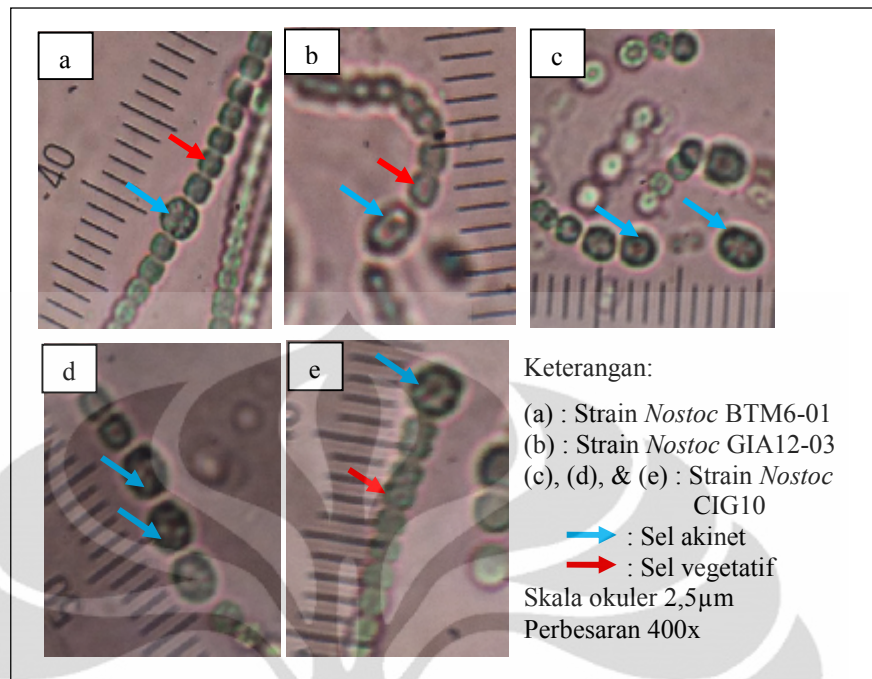 a
b
c
40
d
e
Keterangan:
(a) : Strain Nostoc BTM6-01
(b) : Strain Nostoc GIA12-03
(c), (d), & (e) : Strain Nostoc
CIG10
: Sel akinet
: Sel vegetatif
Skala okuler 2,5µm
Perbesaran 400x